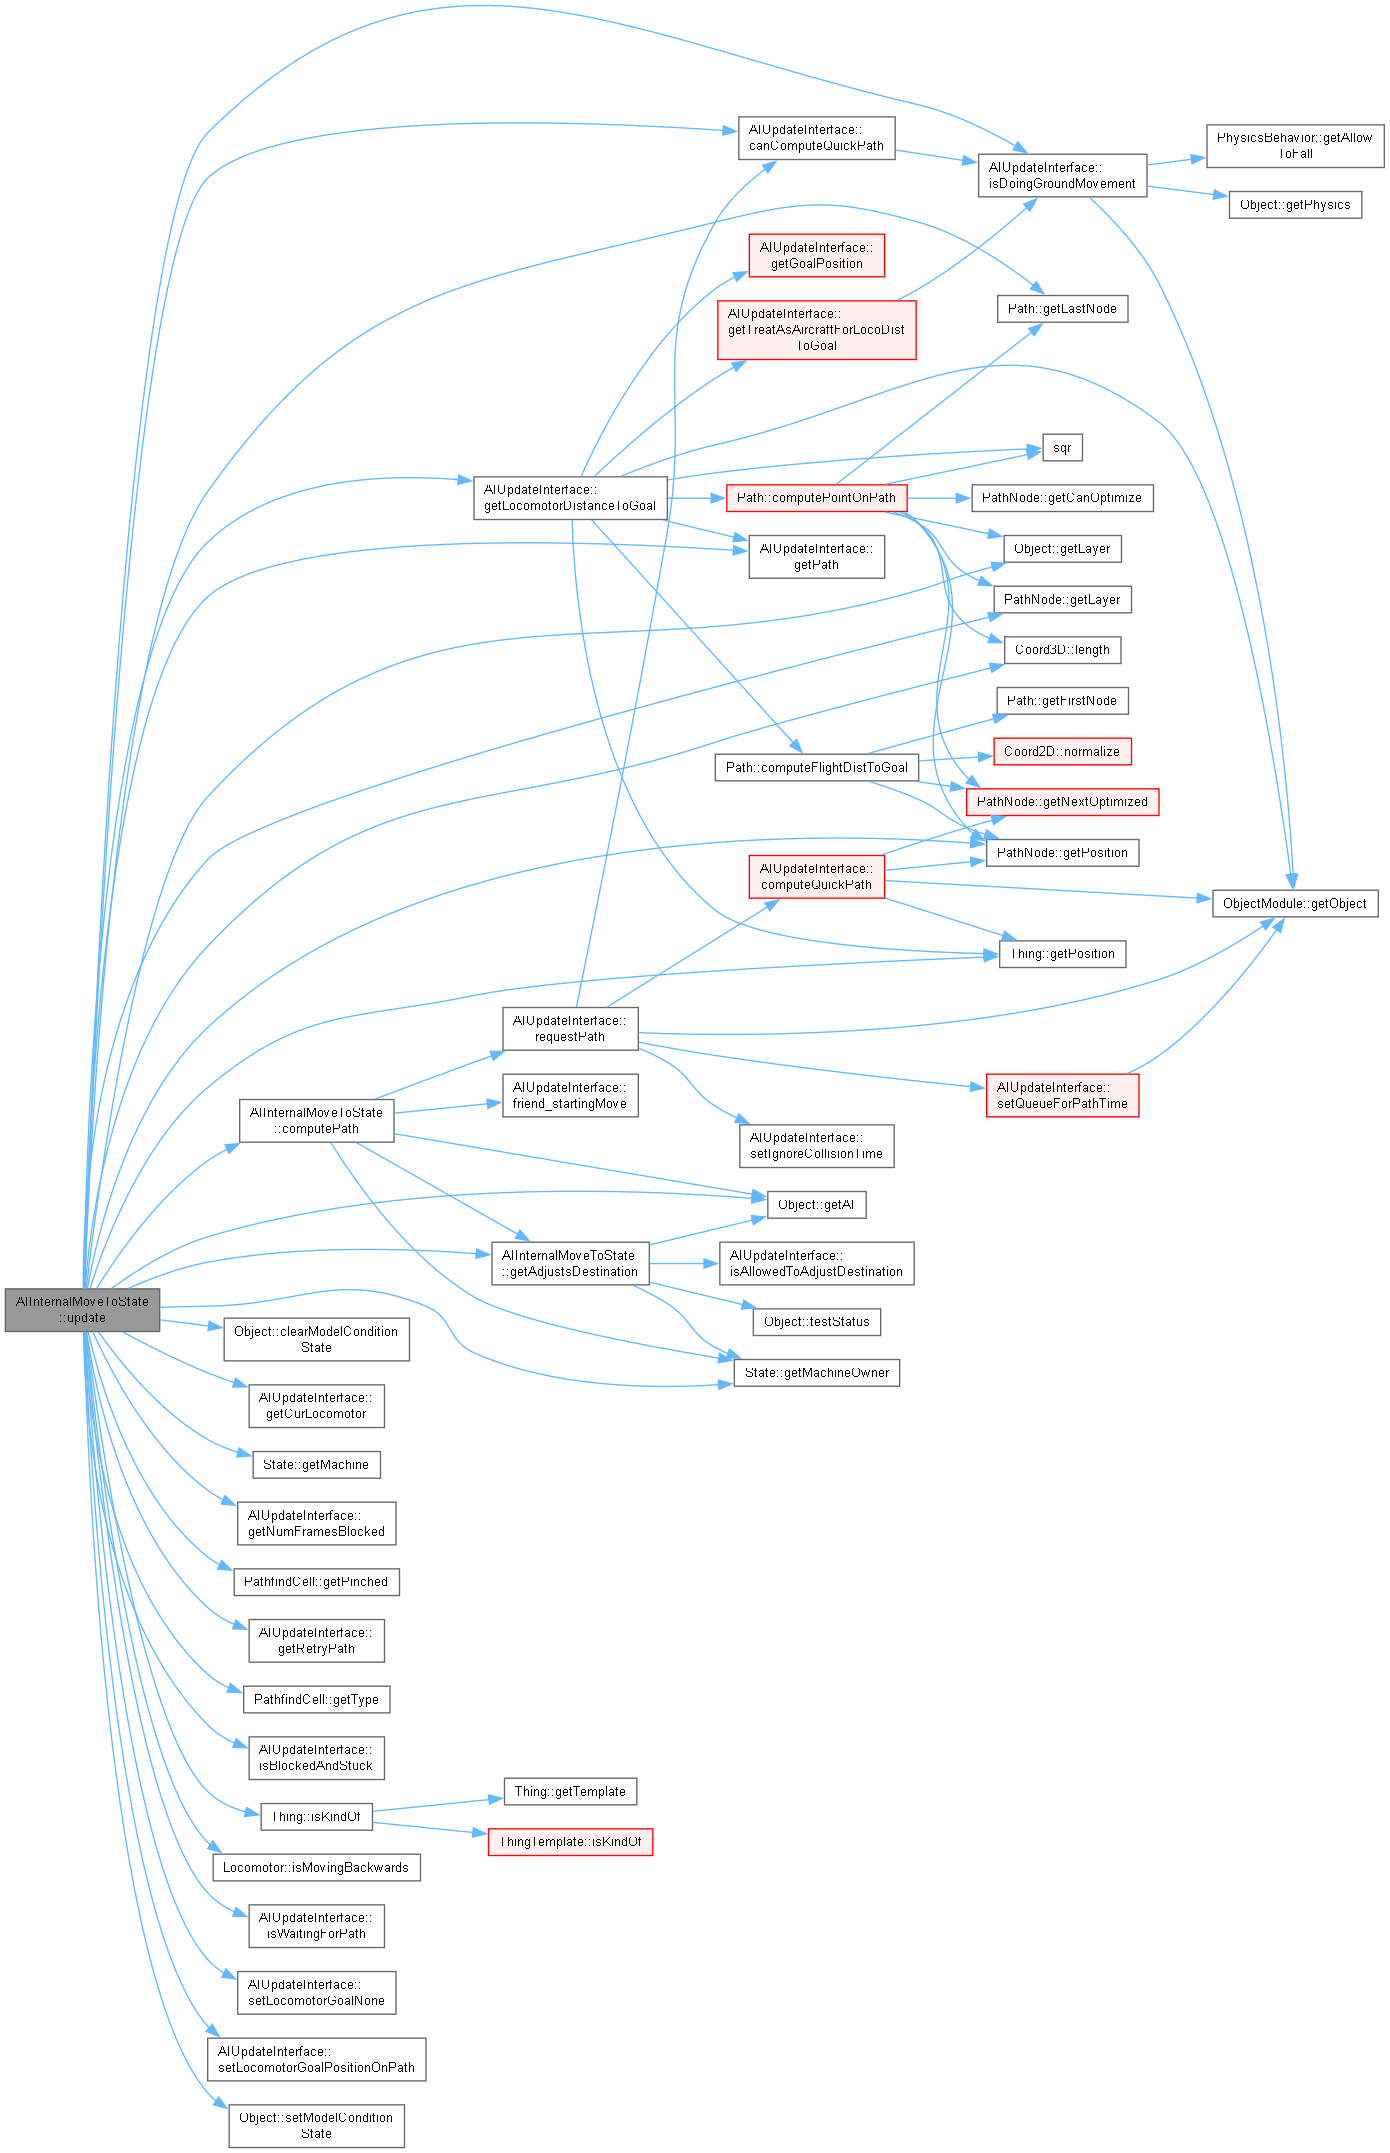 AIUpdateInterface::
canComputeQuickPath
PhysicsBehavior::getAllow
ToFall
AIUpdateInterface::
isDoingGroundMovement
Object::getPhysics
AIUpdateInterface::
getGoalPosition
Path::getLastNode
AIUpdateInterface::
getTreatAsAircraftForLocoDist
ToGoal
sqr
AIUpdateInterface::
getLocomotorDistanceToGoal
Path::computePointOnPath
PathNode::getCanOptimize
AIUpdateInterface::
getPath
Object::getLayer
PathNode::getLayer
Coord3D::length
Path::getFirstNode
Path::computeFlightDistToGoal
Coord2D::normalize
PathNode::getNextOptimized
PathNode::getPosition
AIUpdateInterface::
computeQuickPath
ObjectModule::getObject
Thing::getPosition
AIUpdateInterface::
requestPath
AIUpdateInterface::
friend_startingMove
AIUpdateInterface::
setQueueForPathTime
AIInternalMoveToState
::computePath
AIUpdateInterface::
setIgnoreCollisionTime
Object::getAI
AIInternalMoveToState
::getAdjustsDestination
AIUpdateInterface::
isAllowedToAdjustDestination
AIInternalMoveToState
::update
Object::testStatus
Object::clearModelCondition
State
State::getMachineOwner
AIUpdateInterface::
getCurLocomotor
State::getMachine
AIUpdateInterface::
getNumFramesBlocked
PathfindCell::getPinched
AIUpdateInterface::
getRetryPath
PathfindCell::getType
AIUpdateInterface::
isBlockedAndStuck
Thing::getTemplate
Thing::isKindOf
ThingTemplate::isKindOf
Locomotor::isMovingBackwards
AIUpdateInterface::
isWaitingForPath
AIUpdateInterface::
setLocomotorGoalNone
AIUpdateInterface::
setLocomotorGoalPositionOnPath
Object::setModelCondition
State